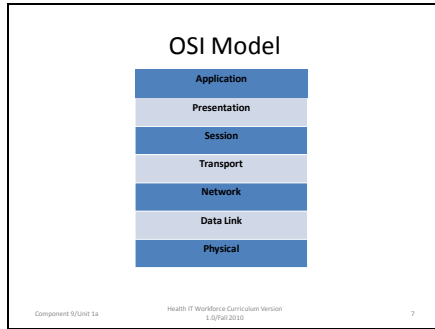 OSI Model
Application
Presentation
Session
Transport
Network
Data Link
Physical
Component 9/Unit 1a
Health IT Workforce Curriculum Version
1.0/Fall 2010
7